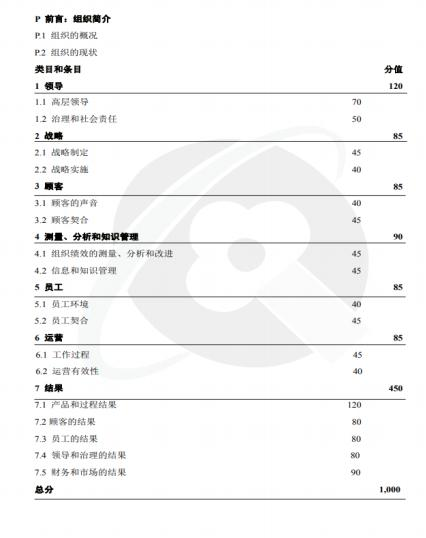 P 前言：组织简介
P.1 组织的概况
P.2 组织的现状
类目和条目 分值
1 领导 120
1.1 高层领导 70
1.2 治理和社会责任 50
2 战略 85
2.1 战略制定 45
2.2 战略实施 40
3 顾客 85
3.1 顾客的声音 40
3.2 顾客契合 45
4 测量、分析和知识管理 90
4.1 组织绩效的测量、分析和改进 45
4.2 信息和知识管理 45
5 员工 85
5.1 员工环境 40
5.2 员工契合 45
6 运营 85
6.1 工作过程 45
6.2 运营有效性 40
7 结果 450
7.1 产品和过程结果 120
7.2 顾客的结果 80
7.3 员工的结果 80
7.4 领导和治理的结果 80
7.5 财务和市场的结果 90
总分 1,000